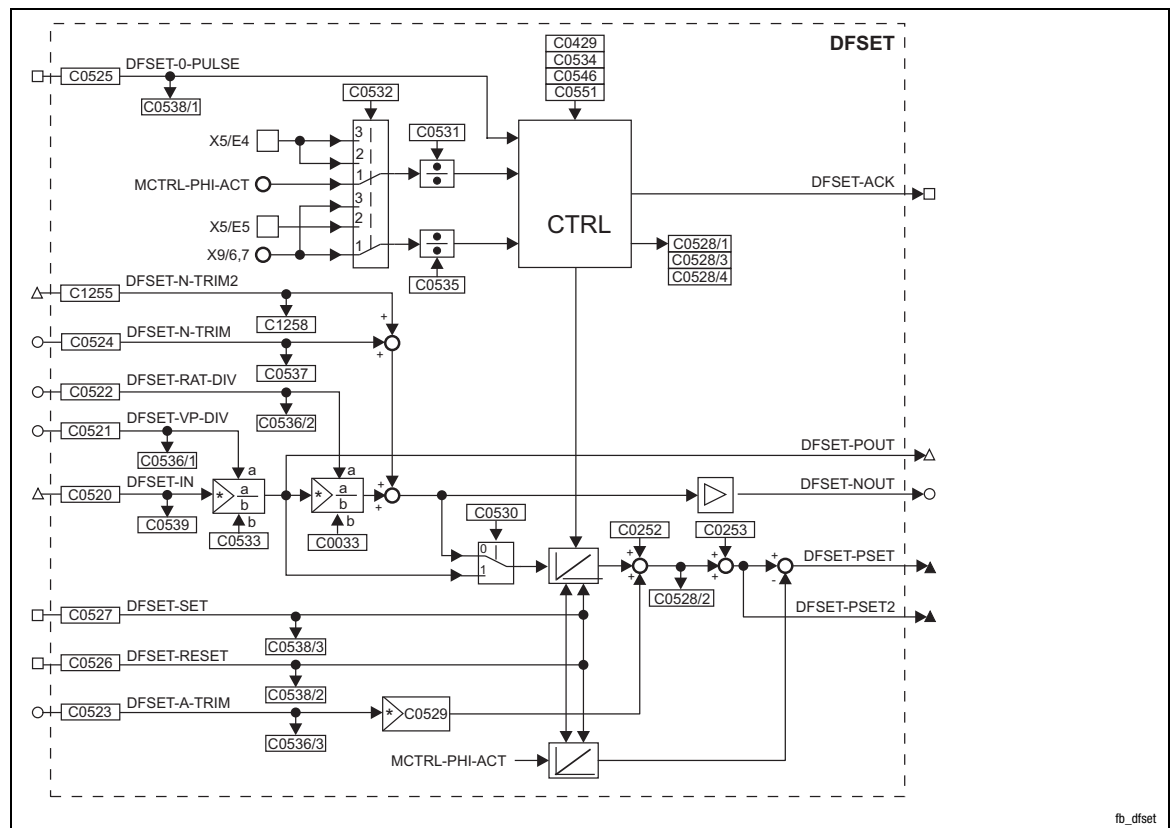 DFSET
C0429
C0534
C0546
C0551
C0525
DFSET-0-PULSE
C0538/1
C0532
X5/E4
3
2
C0531
MCTRL-PHI-ACT
1
3
X5/E5
2
X9/6,7
1
C0535
CTRL
DFSET-ACK
C0528/1
C0528/3
C0528/4
C1255
DFSET-N-TRIM2
C1258
+
C0524
DFSET-N-TRIM
+
C0537
C0522
DFSET-RAT-DIV
C0536/2
C0521
DFSET-VP-DIV
C0536/1
DFSET-POUT
C0520
DFSET-IN
C0539
* a
a
b
b
C0533
* a
a
b
b
C0033
+
+
DFSET-NOUT
C0530
0
1
C0252
+
+
C0528/2
C0253
+
+
+
-
DFSET-PSET
DFSET-PSET2
C0527
DFSET-SET
C0538/3
C0526
DFSET-RESET
C0538/2
C0523
DFSET-A-TRIM
C0536/3
* C0529
MCTRL-PHI-ACT
fb_dfset